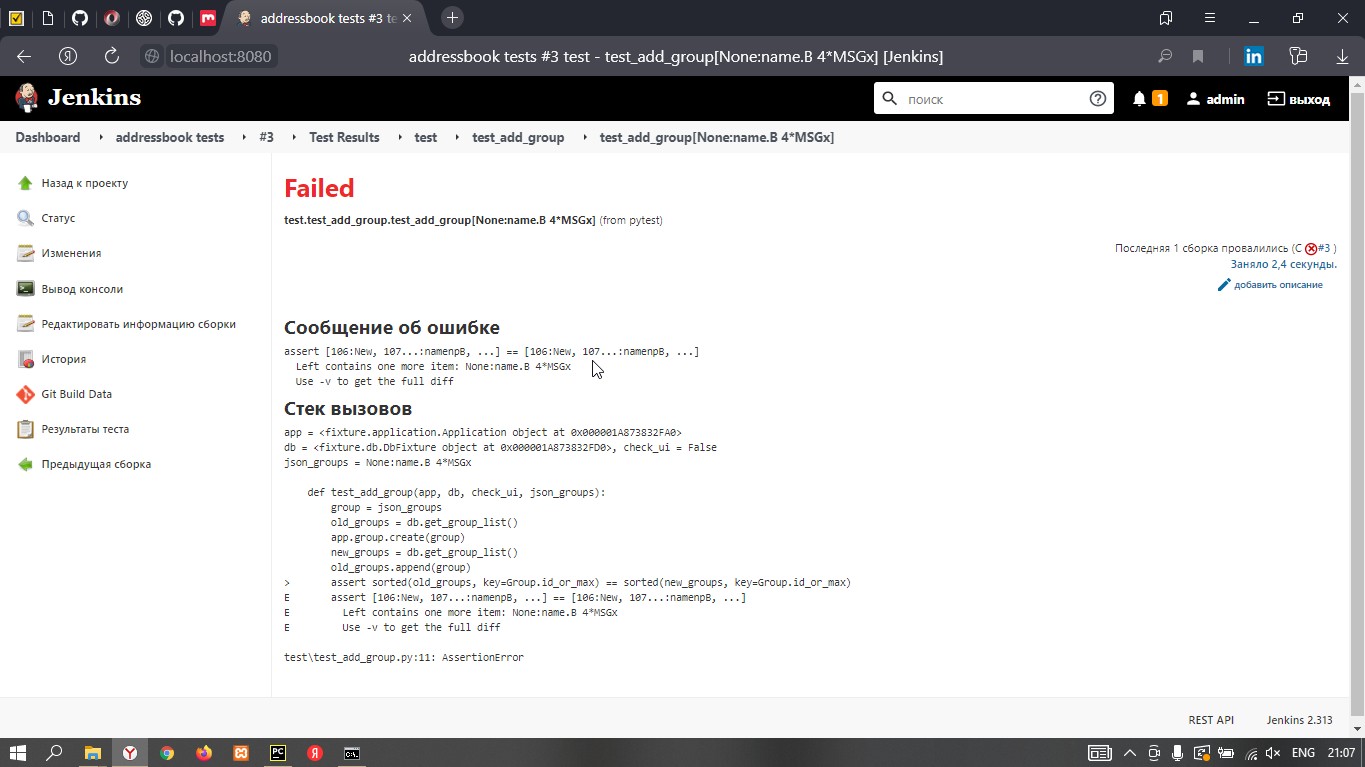 addressbook tests #3 te
localhost:8080
addressbook tests #3 test - test_add_group[None:name.B 4*MSGx] [Jenkins]
in
Jenkins
поиск
1
admin
выход
Dashboard
addressbook tests
#3
Test Results
test
test_add_group
test_add_group[None:name.B 4*MSGx]
Назад к проекту
Статус
Изменения
Вывод консоли
Редактировать информацию сборки
История
Git Build Data
Результаты теста
Предыдущая сборка
Failed
test.test_add_group.test_add_group[None:name.B 4*MSGx] (from pytest)
Последняя 1 сборка провалились (С #3 )
Заняло 2,4 секунды.
добавить описание
Сообщение об ошибке
assert [106:New, 107...:namenpB, ...] == [106:New, 107...:namenpB, ...]
  Left contains one more item: None:name.B 4*MSGx
  Use -v to get the full diff
Стек вызовов
app = <fixture.application.Application object at 0x000001A873832FA0>
db = <fixture.db.DbFixture object at 0x000001A873832FD0>, check_ui = False
json_groups = None:name.B 4*MSGx
    def test_add_group(app, db, check_ui, json_groups):
        group = json_groups
        old_groups = db.get_group_list()
        app.group.create(group)
        new_groups = db.get_group_list()
        old_groups.append(group)
>       assert sorted(old_groups, key=Group.id_or_max) == sorted(new_groups, key=Group.id_or_max)
E       assert [106:New, 107...:namenpB, ...] == [106:New, 107...:namenpB, ...]
E         Left contains one more item: None:name.B 4*MSGx
E         Use -v to get the full diff
test\test_add_group.py:11: AssertionError
REST API
Jenkins 2.313
ENG
21:07